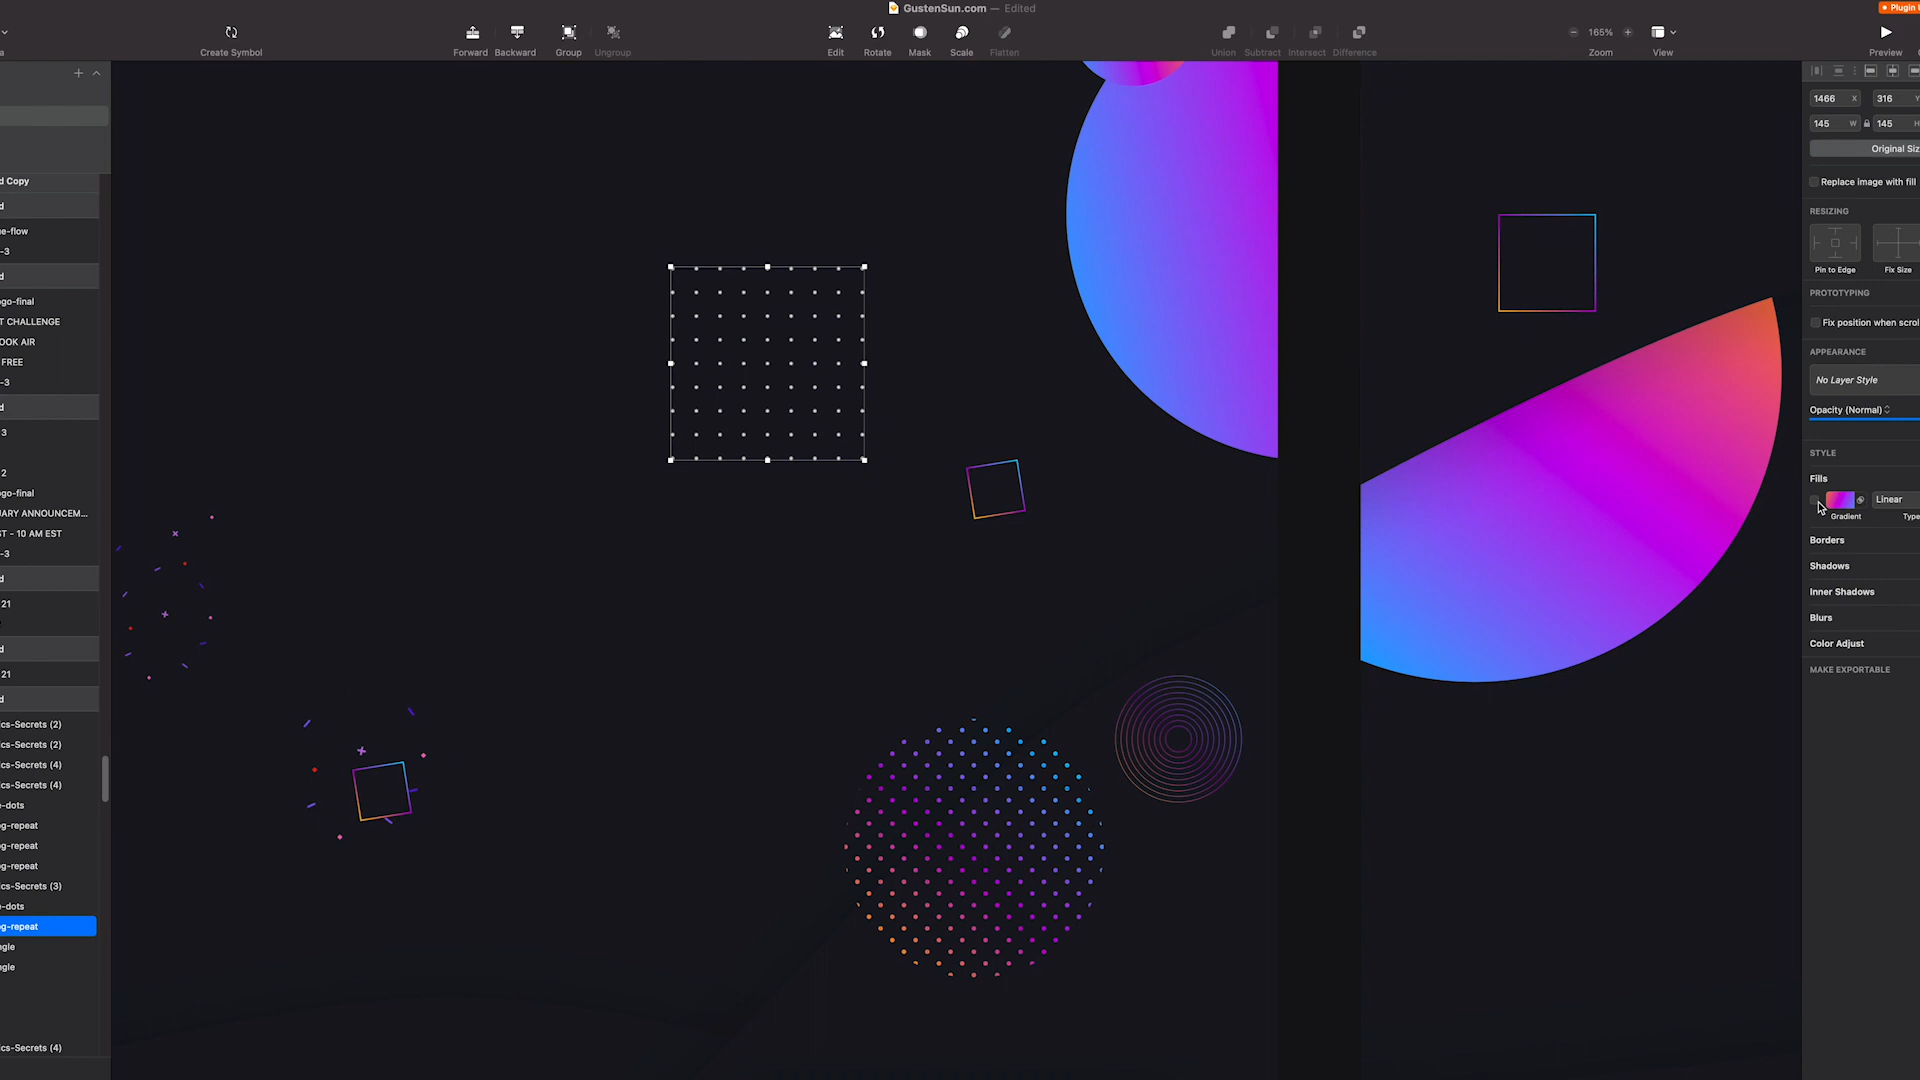 GustenSun.com — Edited
Plugin
Create Symbol
Forward
Backward
Group
Ungroup
Edit
Rotate
Mask
Scale
Flatten
Union
Subtract
Intersect
Difference
165%
Zoom
View
Preview
d Copy
d
e-flow
-3
d
go-final
T CHALLENGE
OOK AIR
FREE
-3
d
3
2
go-final
JARY ANNOUNCEM...
ST - 10 AM EST
-3
d
21
d
21
d
cs-Secrets (2)
cs-Secrets (2)
cs-Secrets (4)
cs-Secrets (4)
-dots
g-repeat
g-repeat
g-repeat
cs-Secrets (3)
-dots
g-repeat
ngle
ngle
cs-Secrets (4)
1466 X
316 Y
145 W
145 H
Original Siz
Replace image with fill
RESIZING
Pin to Edge
Fix Size
PROTOTYPING
Fix position when scrol
APPEARANCE
No Layer Style
Opacity (Normal)
STYLE
Fills
Linear
Gradient
Type
Borders
Shadows
Inner Shadows
Blurs
Color Adjust
MAKE EXPORTABLE